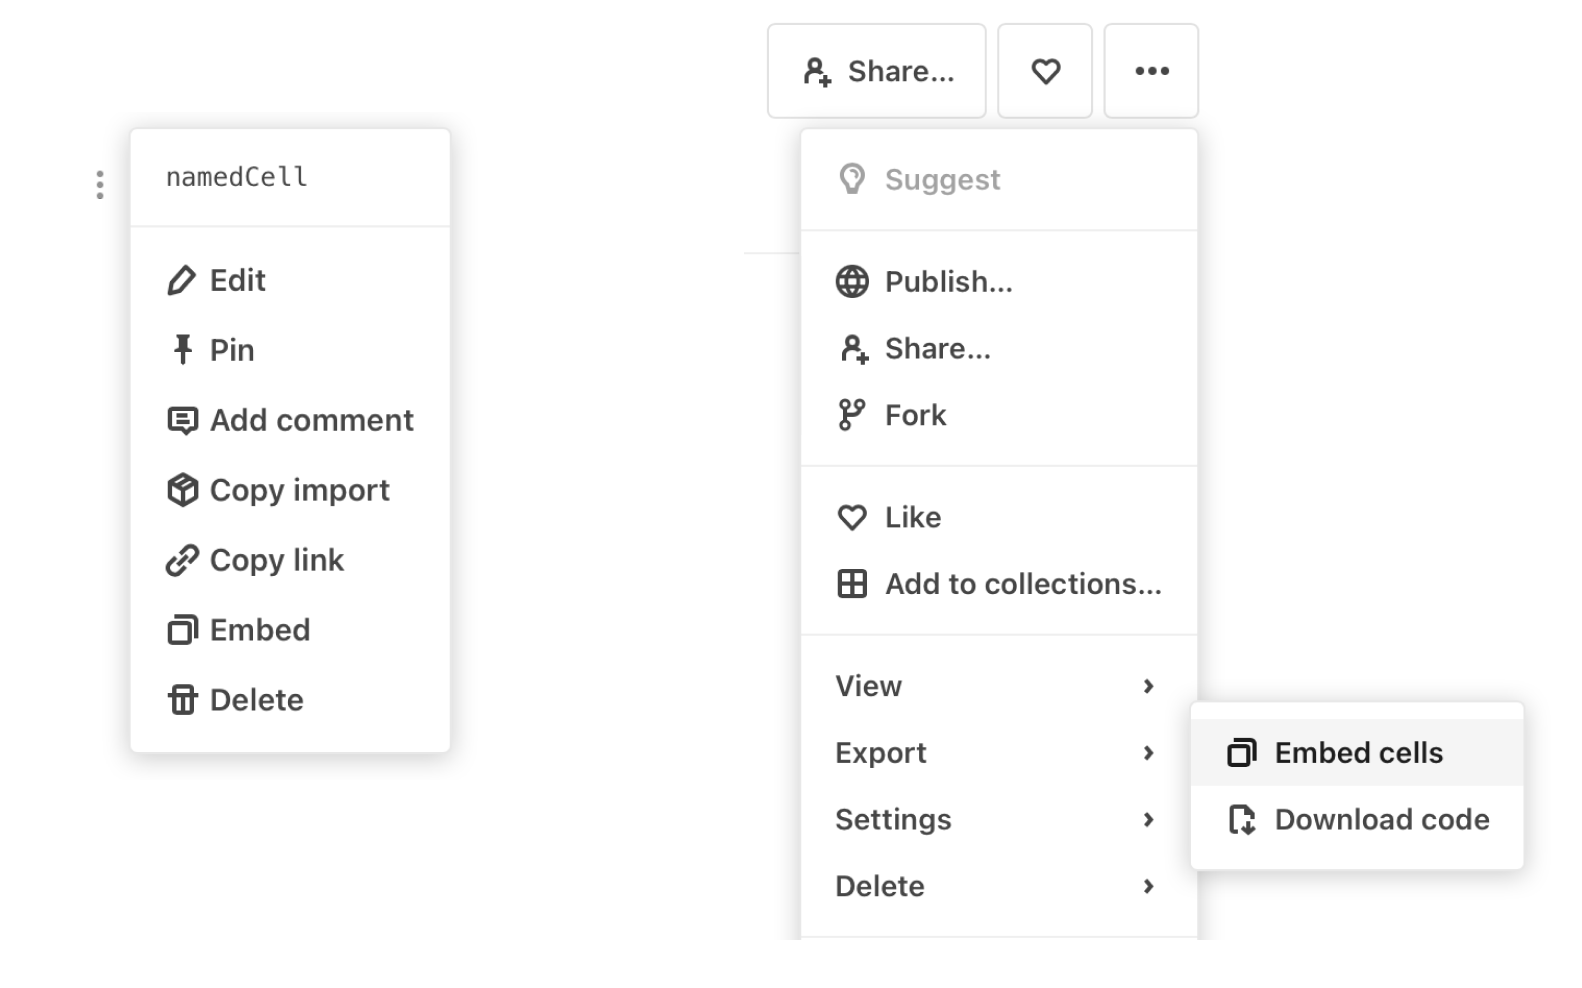 namedCell
Edit
Pin
Add comment
Copy import
Copy link
Embed
Delete
Share...
Suggest
Publish...
Share...
Fork
Like
Add to collections...
View
Export
Settings
Delete
Embed cells
Download code